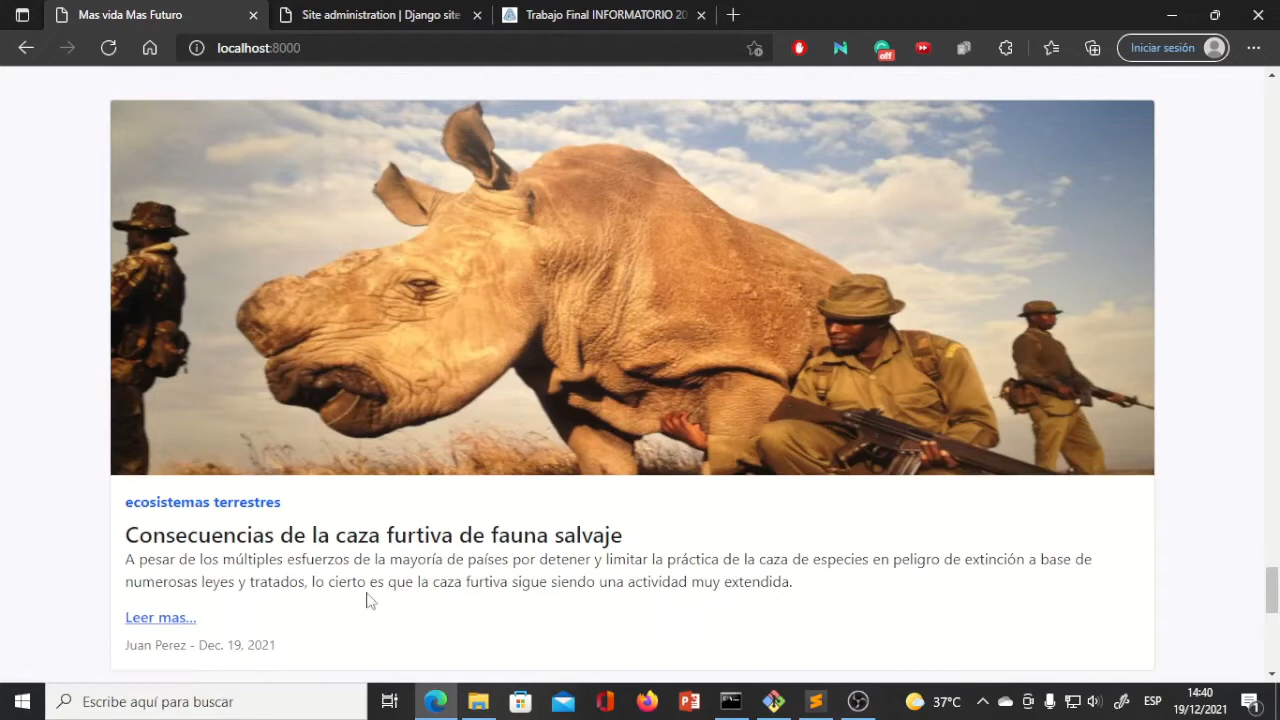 Mas vida Mas Futuro
Site administration | Django site
Trabajo Final INFORMATORIO 20
localhost:8000
off
Iniciar sesión
ecosistemas terrestres
Consecuencias de la caza furtiva de fauna salvaje
A pesar de los múltiples esfuerzos de la mayoría de países por detener y limitar la práctica de la caza de especies en peligro de extinción a base de
numerosas leyes y tratados, lo cierto es que la caza furtiva sigue siendo una actividad muy extendida.
Leer mas...
Juan Perez - Dec. 19, 2021
Escribe aquí para buscar
37°C
ESP
14:40
19/12/2021
1